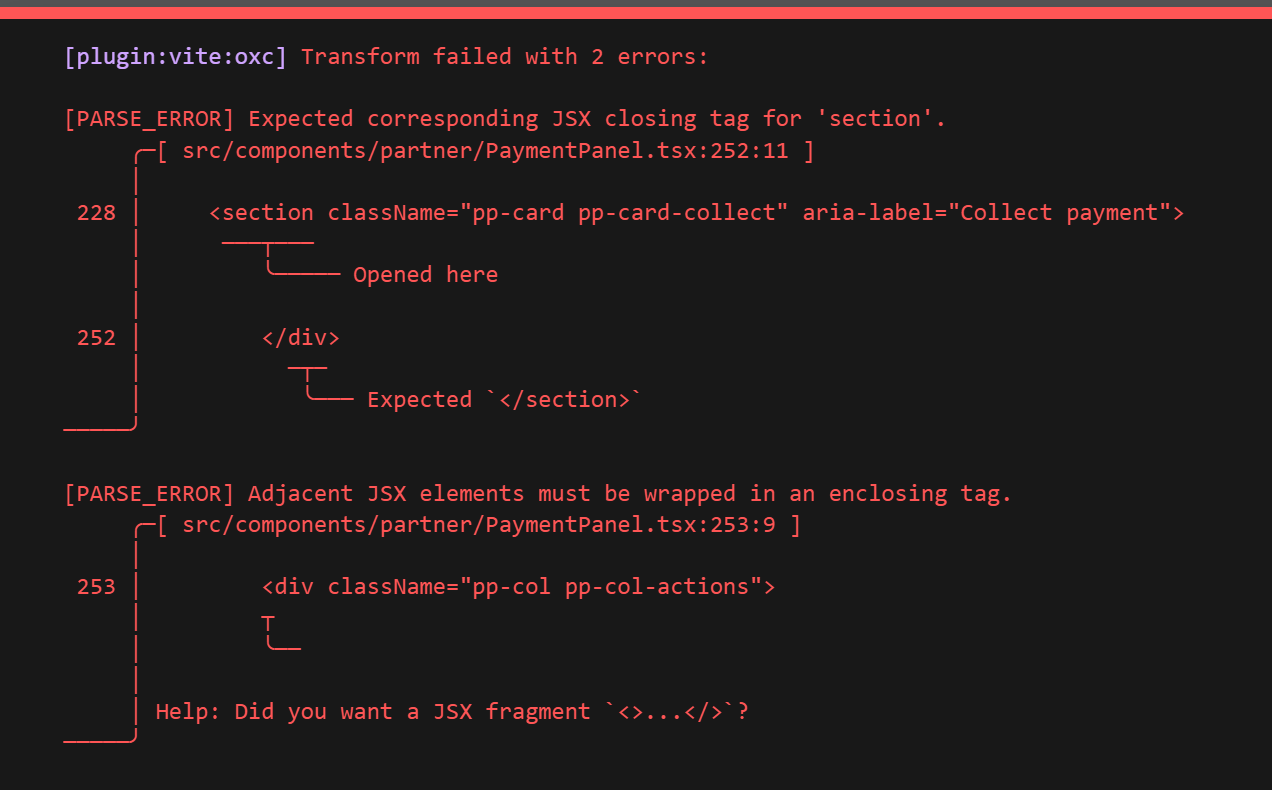 [plugin:vite:oxc] Transform failed with 2 errors:
[PARSE_ERROR] Expected corresponding JSX closing tag for 'section'.
╭─[ src/components/partner/PaymentPanel.tsx:252:11 ]
228 │ <section className="pp-card pp-card-collect" aria-label="Collect payment">
Opened here
252 │ </div>
Expected `</section>`
[PARSE_ERROR] Adjacent JSX elements must be wrapped in an enclosing tag.
╭─[ src/components/partner/PaymentPanel.tsx:253:9 ]
253 │ <div className="pp-col pp-col-actions">
│ Help: Did you want a JSX fragment `<>...</>`?